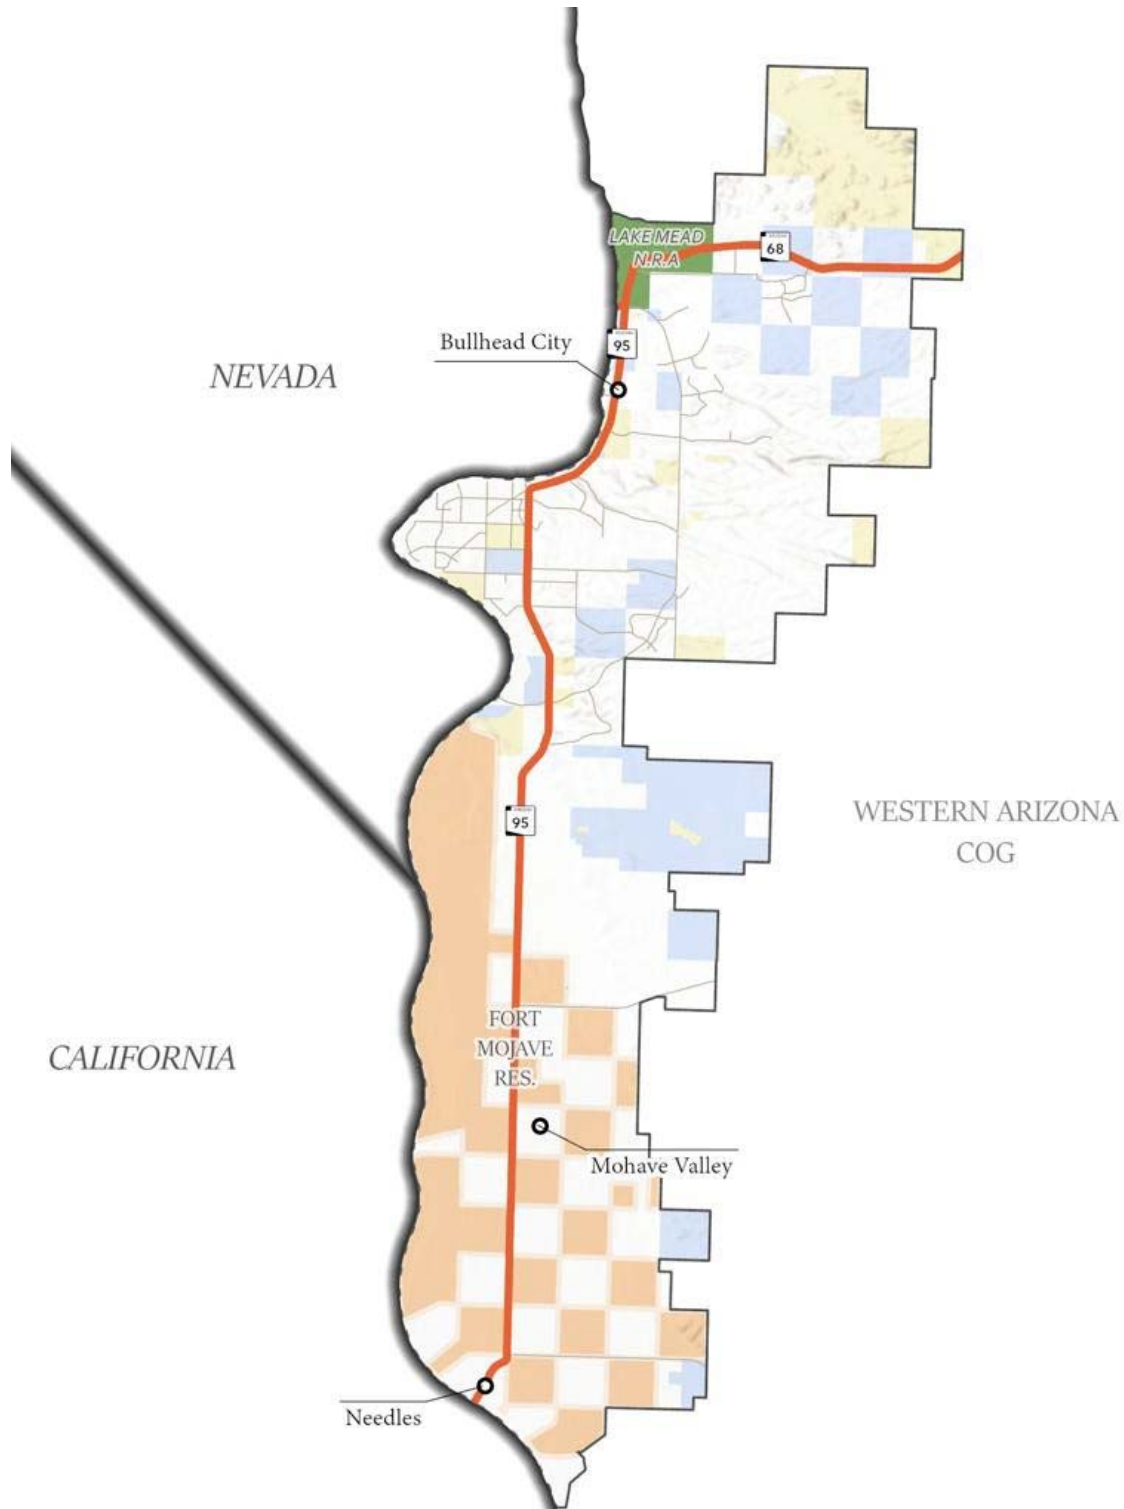 LAKE MEAD
N.R.A
68
95
Bullhead City
NEVADA
95
WESTERN ARIZONA
COG
FORT
MOJAVE
RES.
CALIFORNIA
Mohave Valley
Needles